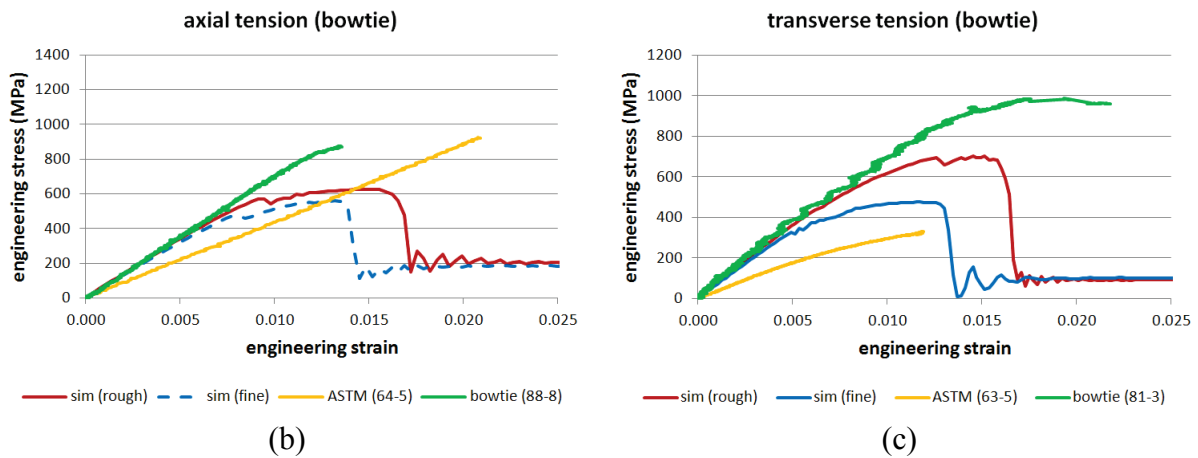 axial tension (bowtie)
engineering stress (MPa)
1400
1200
1000
800
600
400
200
0
0.000 0.005 0.010 0.015 0.020 0.025
engineering strain
sim (rough) sim (fine) ASTM (64-5) bowtie (88-8)
(b)
transverse tension (bowtie)
engineering stress (MPa)
1200
1000
800
600
400
200
0
0.000 0.005 0.010 0.015 0.020 0.025
engineering strain
sim (rough) sim (fine) ASTM (63-5) bowtie (81-3)
(c)